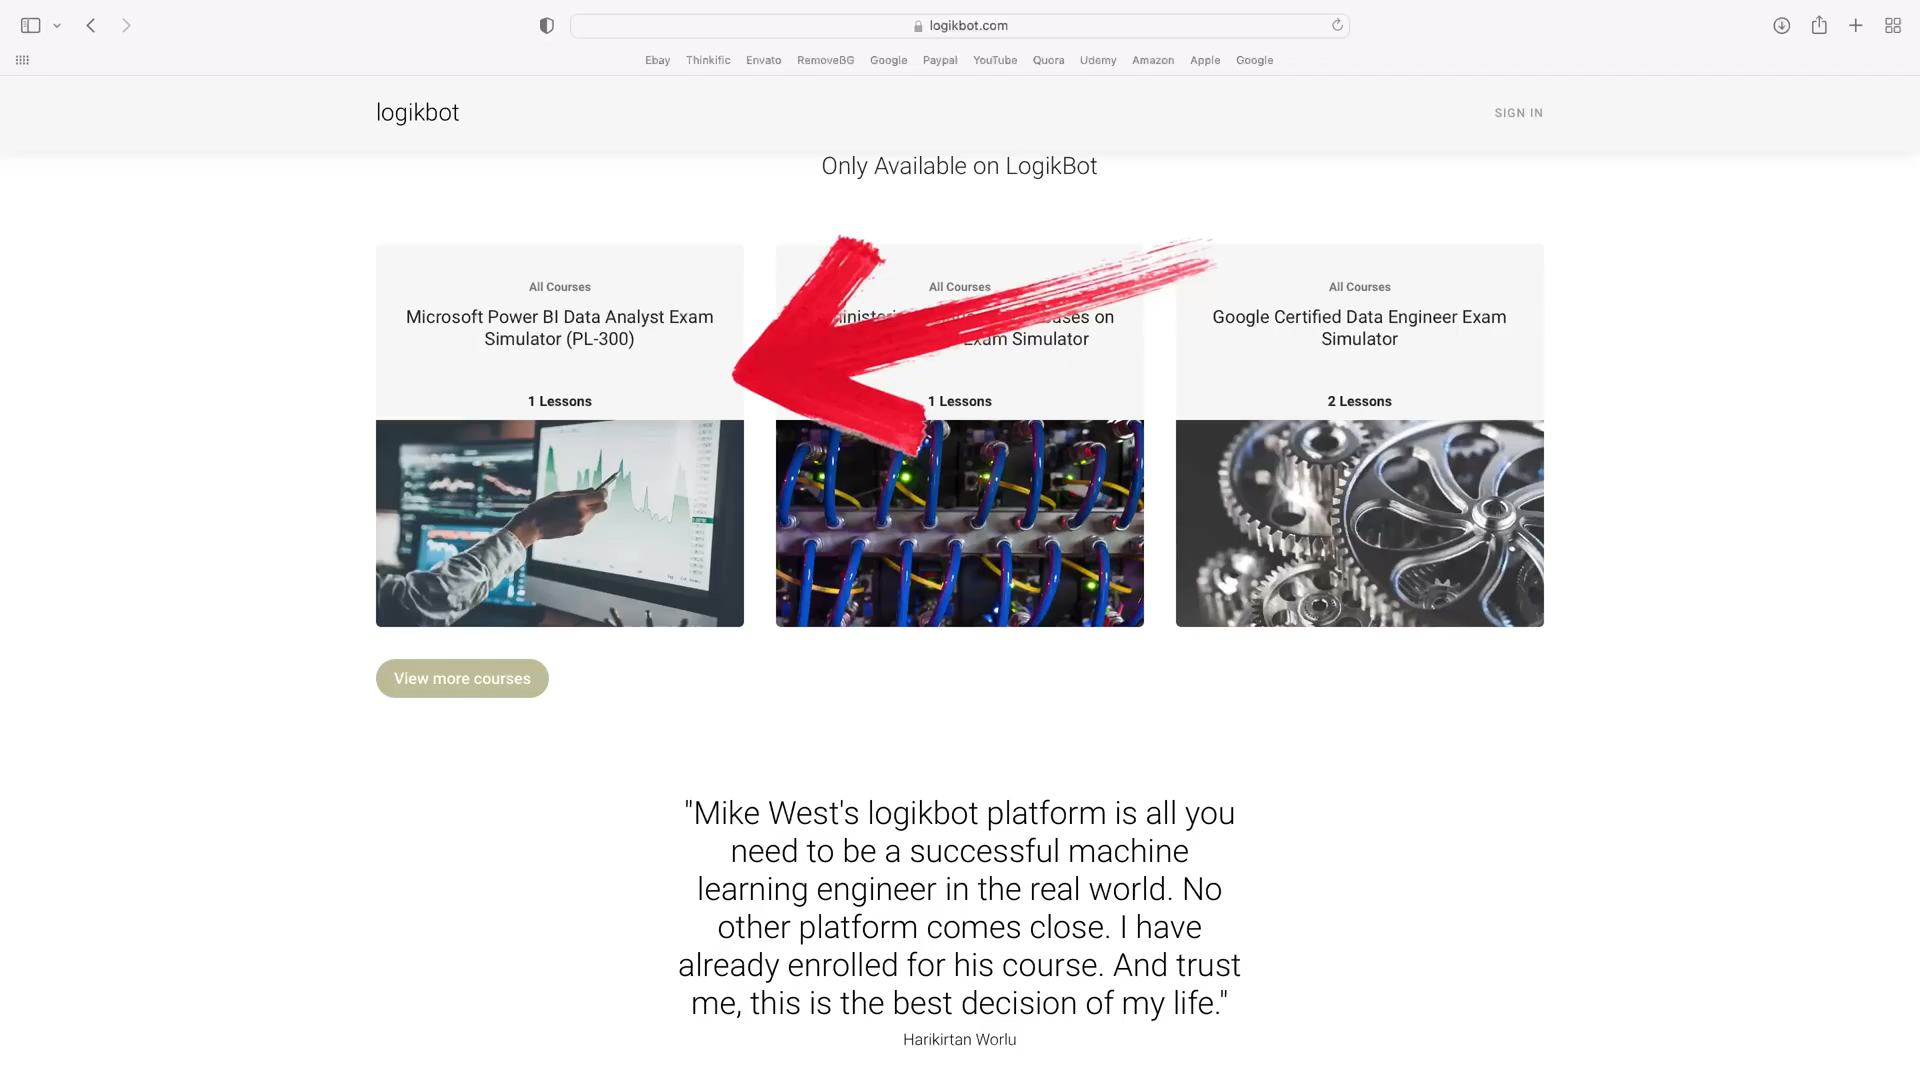 logikbot.com
Ebay Thinkific Envato RemoveBG Google Paypal YouTube Quora Udemy Amazon Apple Google
logikbot
SIGN IN
Only Available on LogikBot
All Courses
Microsoft Power BI Data Analyst Exam
Simulator (PL-300)
1 Lessons
All Courses
on
Exam Simulator
1 Lessons
All Courses
Google Certified Data Engineer Exam
Simulator
2 Lessons
View more courses
"Mike West's logikbot platform is all you
need to be a successful machine
learning engineer in the real world. No
other platform comes close. I have
already enrolled for his course. And trust
me, this is the best decision of my life."
Harikirtan Worlu